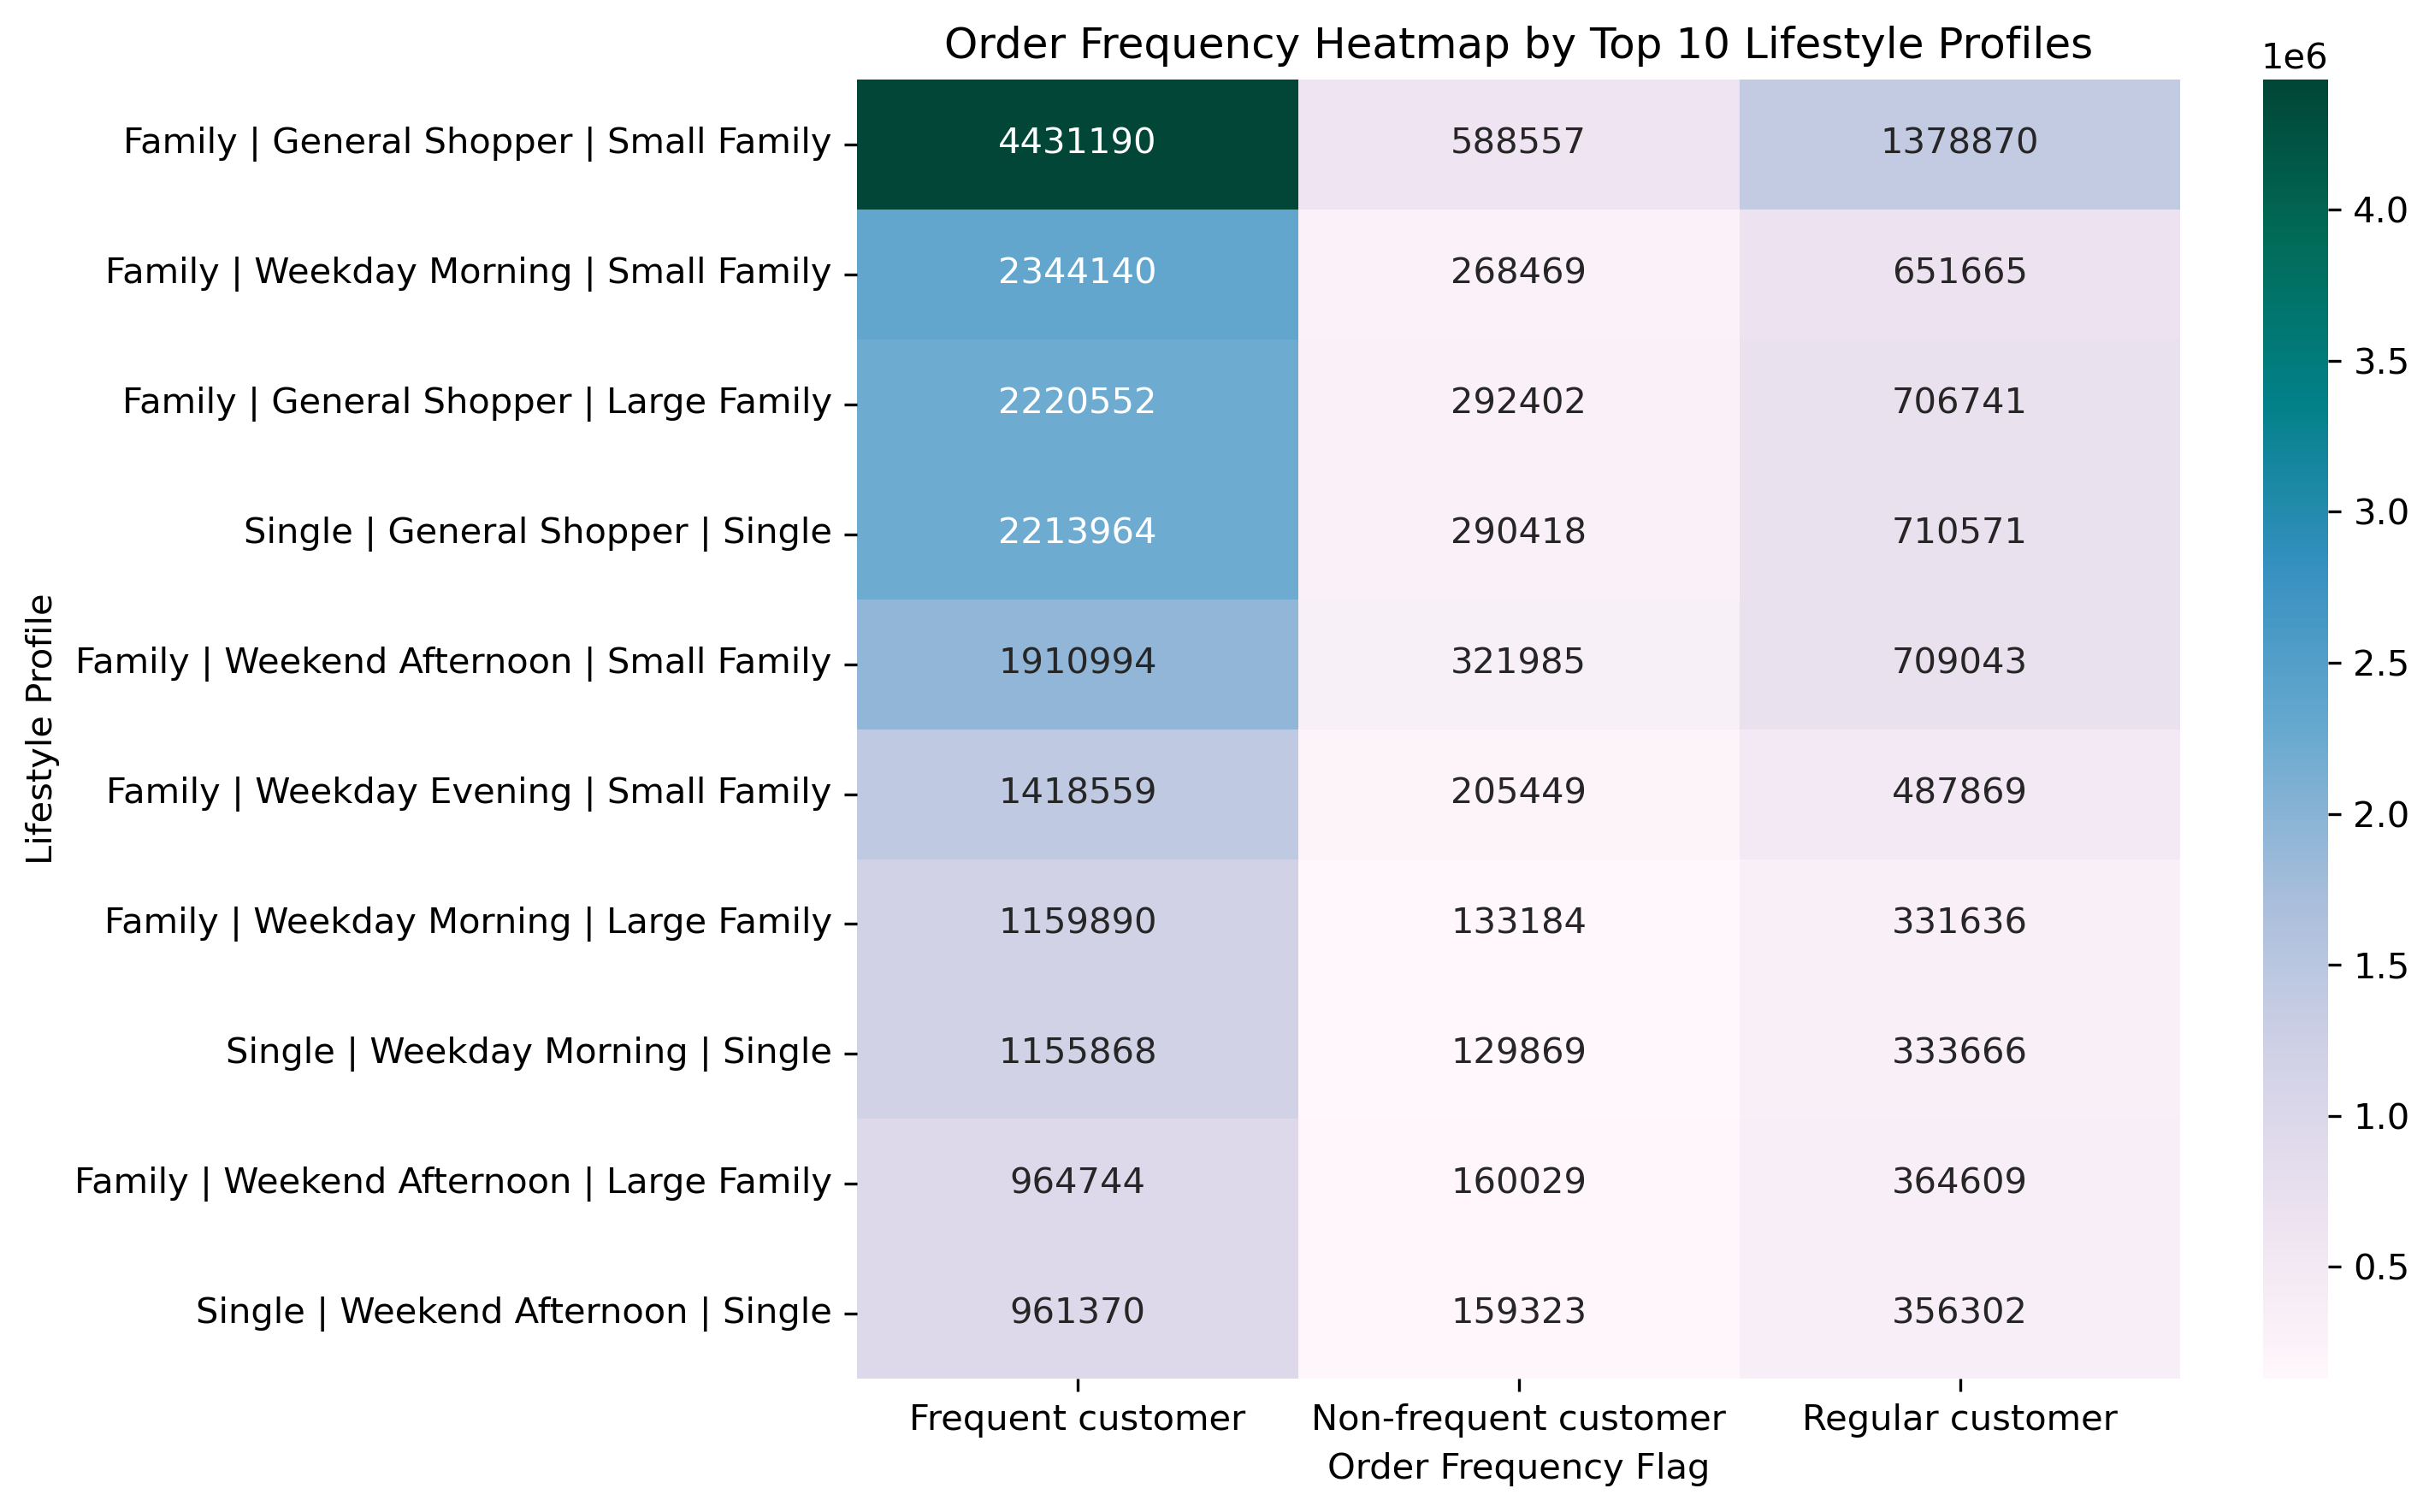 Order Frequency Heatmap by Top 10 Lifestyle Profiles
1e6
Family | General Shopper | Small Family 4431190 588557 1378870
Family | Weekday Morning | Small Family 2344140 268469 651665
Family | General Shopper | Large Family 2220552 292402 706741
Single | General Shopper | Single 2213964 290418 710571
Family | Weekend Afternoon | Small Family 1910994 321985 709043
Family | Weekday Evening | Small Family 1418559 205449 487869
Family | Weekday Morning | Large Family 1159890 133184 331636
Single | Weekday Morning | Single 1155868 129869 333666
Family | Weekend Afternoon | Large Family 964744 160029 364609
Single | Weekend Afternoon | Single 961370 159323 356302
Lifestyle Profile
Frequent customer Non-frequent customer Regular customer
Order Frequency Flag
4.0
3.5
3.0
2.5
2.0
1.5
1.0
0.5